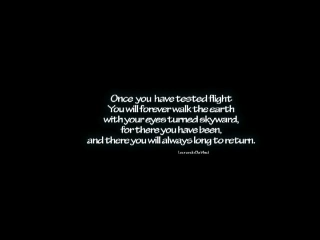 Once you have tested flight
You will forever walk the earth
with your eyes turned skyward,
for there you have been,
and there you will always long to return.